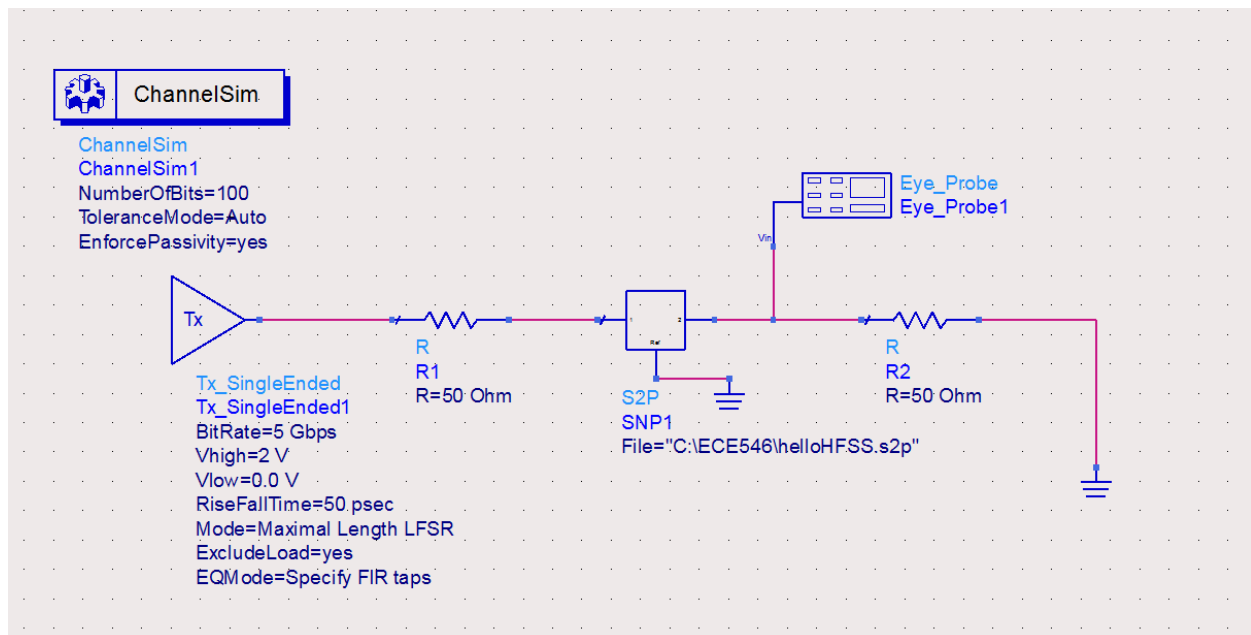 ChannelSim
ChannelSim
ChannelSim1
NumberOfBits=100
ToleranceMode=Auto
EnforcePassivity=yes
Eye_Probe
Eye_Probe1
Vin
Tx
1
2
Ref
R
R1
R=50 Ohm
R
R2
R=50 Ohm
Tx_SingleEnded
Tx_SingleEnded1
BitRate=5 Gbps
Vhigh=2 V
Vlow=0.0 V
RiseFallTime=50 psec
Mode=Maximal Length LFSR
ExcludeLoad=yes
EQMode=Specify FIR taps
S2P
SNP1
File="C:\ECE546\helloHFSS.s2p"